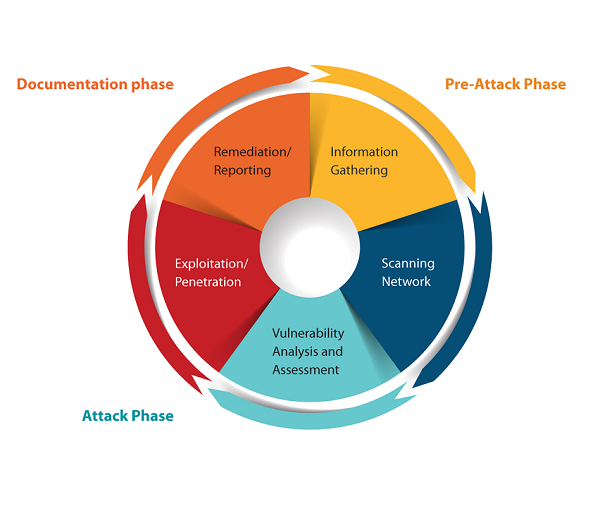 Documentation phase
Pre-Attack Phase
Remediation/
Reporting
Information
Gathering
Exploitation/
Penetration
Scanning
Network
Vulnerability
Analysis and
Assessment
Attack Phase